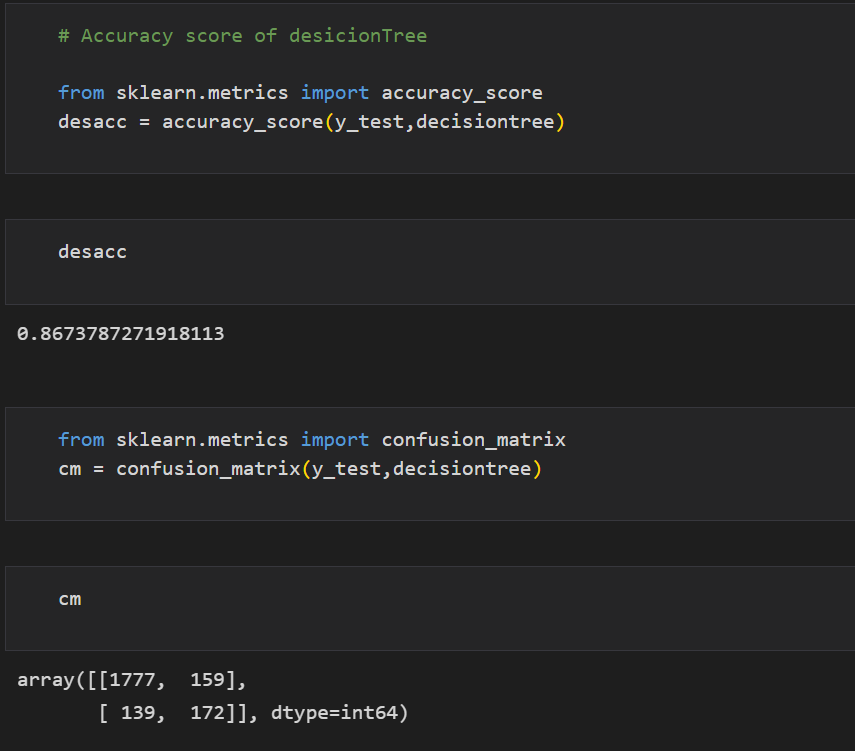 # Accuracy score of desicionTree
from sklearn.metrics import accuracy_score
desacc = accuracy_score(y_test,decisiontree)
desacc
0.8673787271918113
from sklearn.metrics import confusion_matrix
cm = confusion_matrix(y_test,decisiontree)
cm
array([[1777,  159],
       [ 139,  172]], dtype=int64)